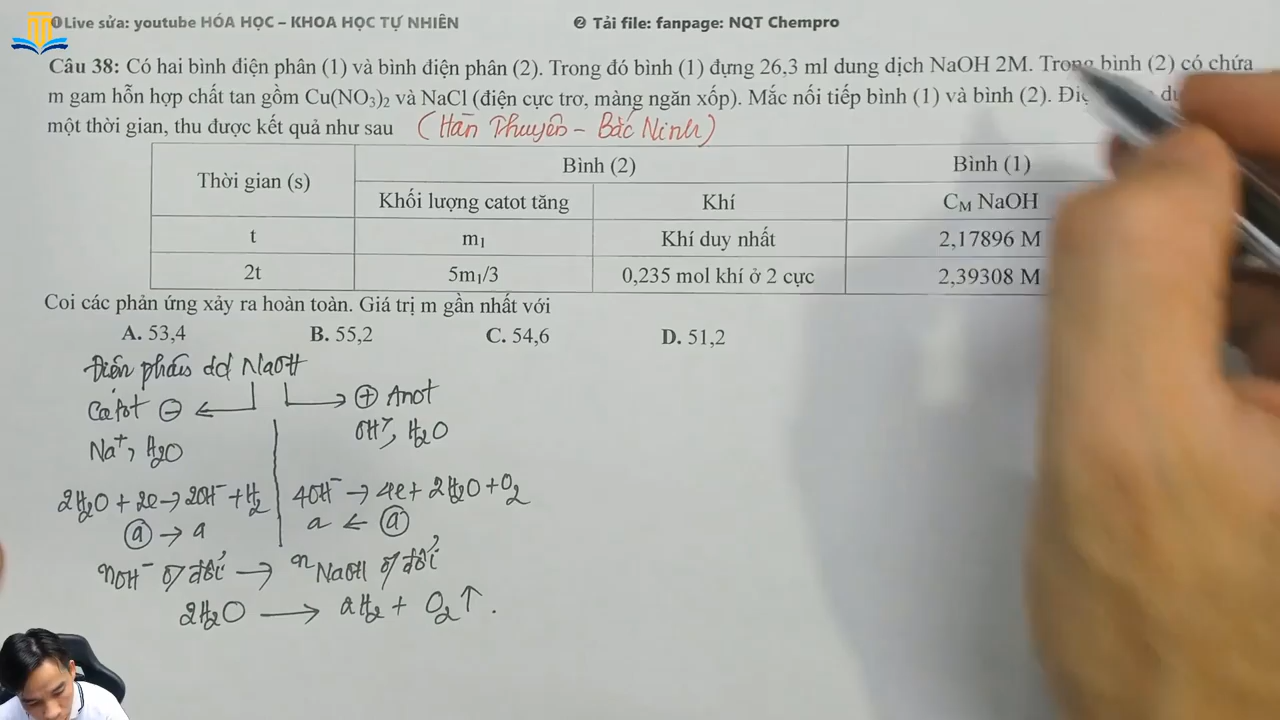 ❶Live sửa: youtube HÓA HỌC – KHOA HỌC TỰ NHIÊN ❷ Tải file: fanpage: NQT Chempro
Câu 38: Có hai bình điện phân (1) và bình điện phân (2). Trong đó bình (1) đựng 26,3 ml dung dịch NaOH 2M. Trong bình (2) có chứa
m gam hỗn hợp chất tan gồm Cu(NO₃)₂ và NaCl (điện cực trơ, màng ngăn xốp). Mắc nối tiếp bình (1) và bình (2).
một thời gian, thu được kết quả như sau (Hàn Thuyên – Bắc Ninh)
Thời gian (s) Bình (2) Bình (1)
Khối lượng catot tăng Khí C_M NaOH
t m₁ Khí duy nhất 2,17896 M
2t 5m₁/3 0,235 mol khí ở 2 cực 2,39308 M
Coi các phản ứng xảy ra hoàn toàn. Giá trị m gần nhất với
A. 53,4 B. 55,2 C. 54,6 D. 51,2
Điện phân dd NaOH
Catot ⊖ ← → ⊕ Anot
Na⁺, H₂O OH⁻, H₂O
2H₂O + 2e → 2OH⁻ + H₂ 4OH⁻ → 4e + 2H₂O + O₂
ⓐ → a a ← ⓐ
nOH⁻ o/ đổi → nNaOH o/ đổi
2H₂O → 2H₂ + O₂↑.